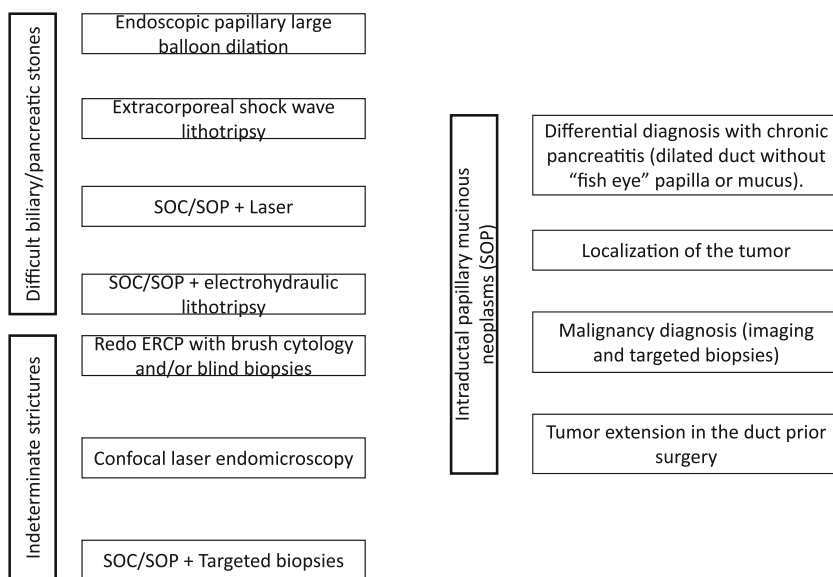 Difficult biliary/pancreatic stones
Endoscopic papillary large
balloon dilation
Extracorporeal shock wave
lithotripsy
SOC/SOP + Laser
SOC/SOP + electrohydraulic
lithotripsy
Indeterminate strictures
Redo ERCP with brush cytology
and/or blind biopsies
Confocal laser endomicroscopy
SOC/SOP + Targeted biopsies
Intraductal papillary mucinous
neoplasms (SOP)
Differential diagnosis with chronic
pancreatitis (dilated duct without
“fish eye” papilla or mucus).
Localization of the tumor
Malignancy diagnosis (imaging
and targeted biopsies)
Tumor extension in the duct prior
surgery